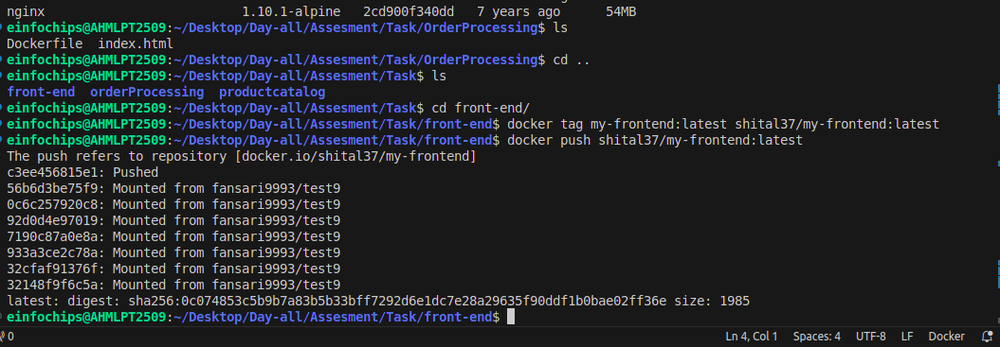 nginx 1.10.1-alpine 2cd900f340dd 7 years ago 54MB
einfochips@AHMLPT2509:~/Desktop/Day-all/Assesment/Task/OrderProcessing$ ls
Dockerfile index.html
einfochips@AHMLPT2509:~/Desktop/Day-all/Assesment/Task/OrderProcessing$ cd ..
einfochips@AHMLPT2509:~/Desktop/Day-all/Assesment/Task$ ls
front-end orderProcessing productcatalog
einfochips@AHMLPT2509:~/Desktop/Day-all/Assesment/Task$ cd front-end/
einfochips@AHMLPT2509:~/Desktop/Day-all/Assesment/Task/front-end$ docker tag my-frontend:latest shital37/my-frontend:latest
einfochips@AHMLPT2509:~/Desktop/Day-all/Assesment/Task/front-end$ docker push shital37/my-frontend:latest
The push refers to repository [docker.io/shital37/my-frontend]
c3ee456815e1: Pushed
56b6d3be75f9: Mounted from fansari9993/test9
0c6c257920c8: Mounted from fansari9993/test9
92d0d4e97019: Mounted from fansari9993/test9
7190c87a0e8a: Mounted from fansari9993/test9
933a3ce2c78a: Mounted from fansari9993/test9
32cfaf91376f: Mounted from fansari9993/test9
32148f9f6c5a: Mounted from fansari9993/test9
latest: digest: sha256:0c074853c5b9b7a83b5b33bff7292d6e1dc7e28a29635f90ddf1b0bae02ff36e size: 1985
einfochips@AHMLPT2509:~/Desktop/Day-all/Assesment/Task/front-end$
0 Ln 4, Col 1 Spaces: 4 UTF-8 LF Docker